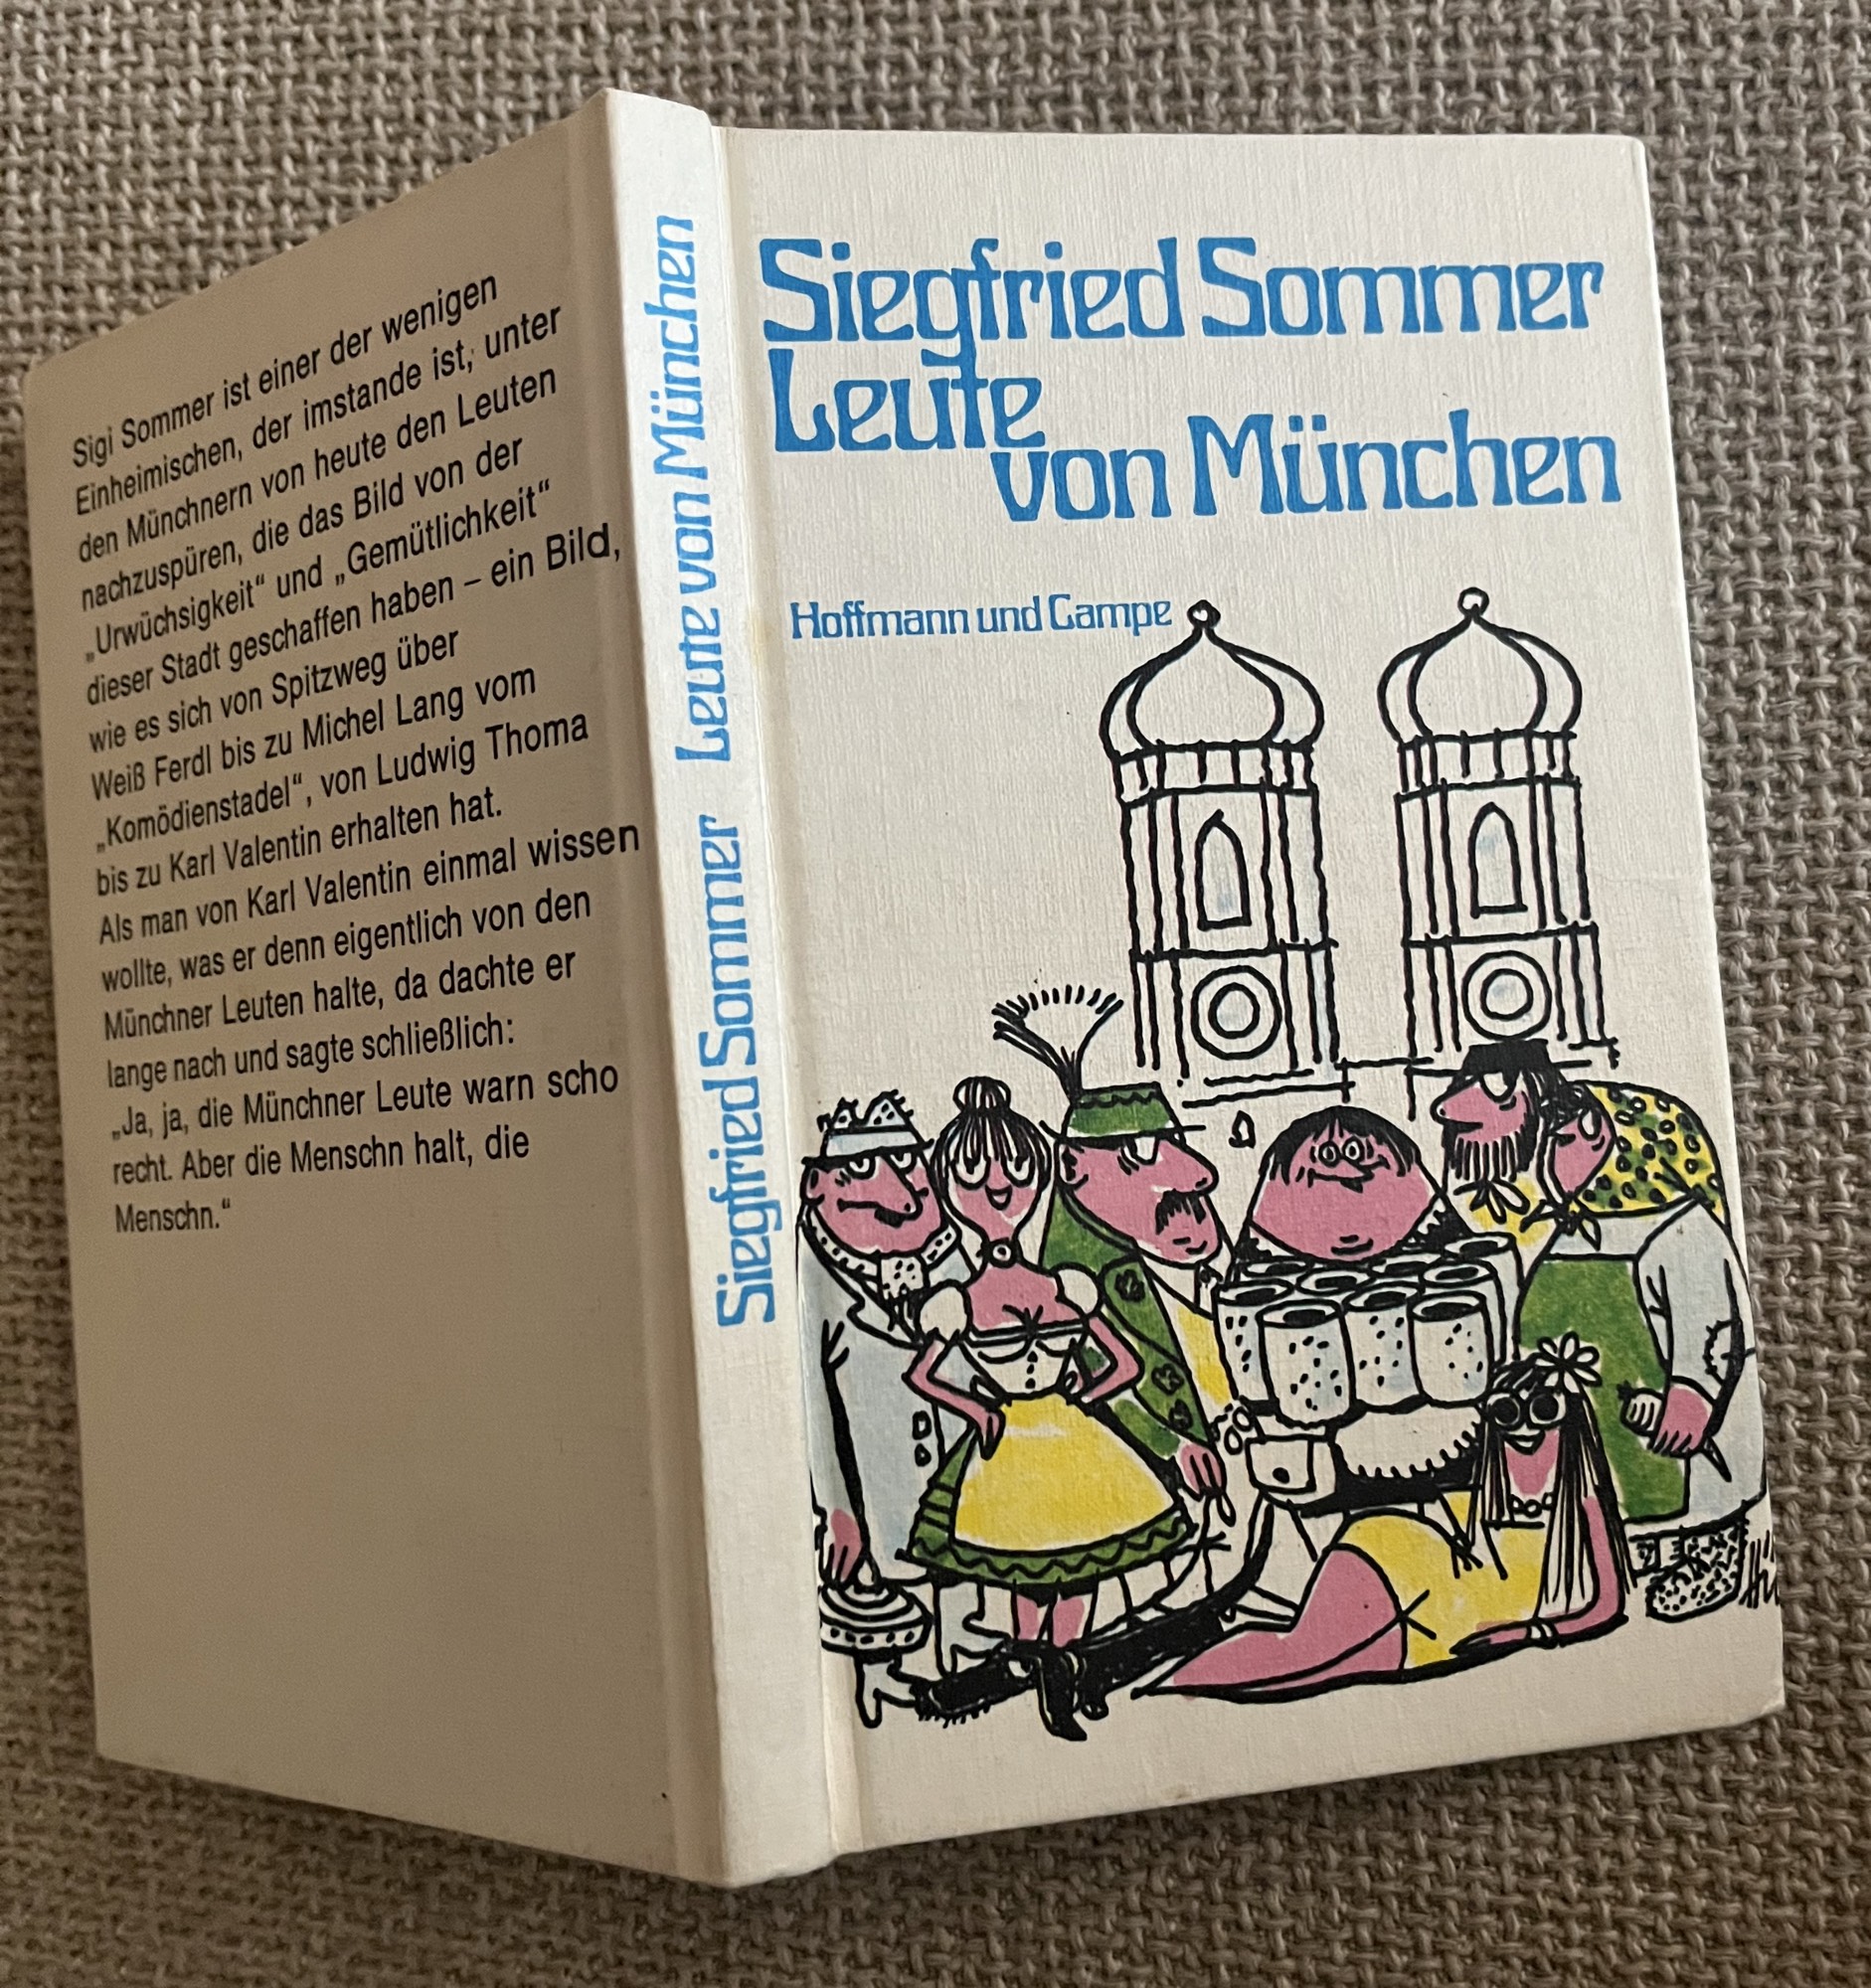 Sigi Sommer ist einer der wenigen
Einheimischen, der imstande ist, unter
den Münchnern von heute den Leuten
nachzuspüren, die das Bild von der
„Urwüchsigkeit“ und „Gemütlichkeit“
dieser Stadt geschaffen haben – ein Bild,
wie es sich von Spitzweg über
Weiß Ferdl bis zu Michel Lang vom
„Komödienstadel“, von Ludwig Thoma
bis zu Karl Valentin erhalten hat.
Als man von Karl Valentin einmal wissen
wollte, was er denn eigentlich von den
Münchner Leuten halte, da dachte er
lange nach und sagte schließlich:
„Ja, ja, die Münchner Leute warn scho
recht. Aber die Menschn halt, die
Menschn.“
Siegfried Sommer Leute von München
Siegfried Sommer
Leute
von München
Hoffmann und Campe